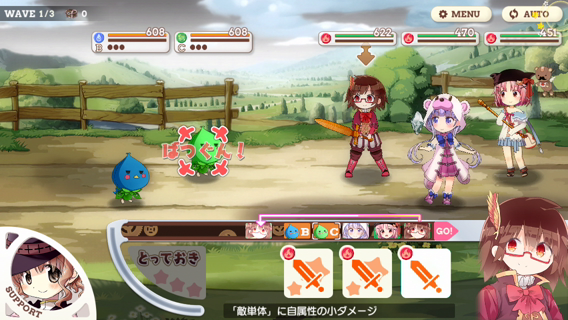 WAVE 1/3
0
608
B
608
C
622
470
451
MENU
AUTO
ばつぐん!
B
C
GO!
とっておき
SUPPORT
「敵単体」に自属性の小ダメージ